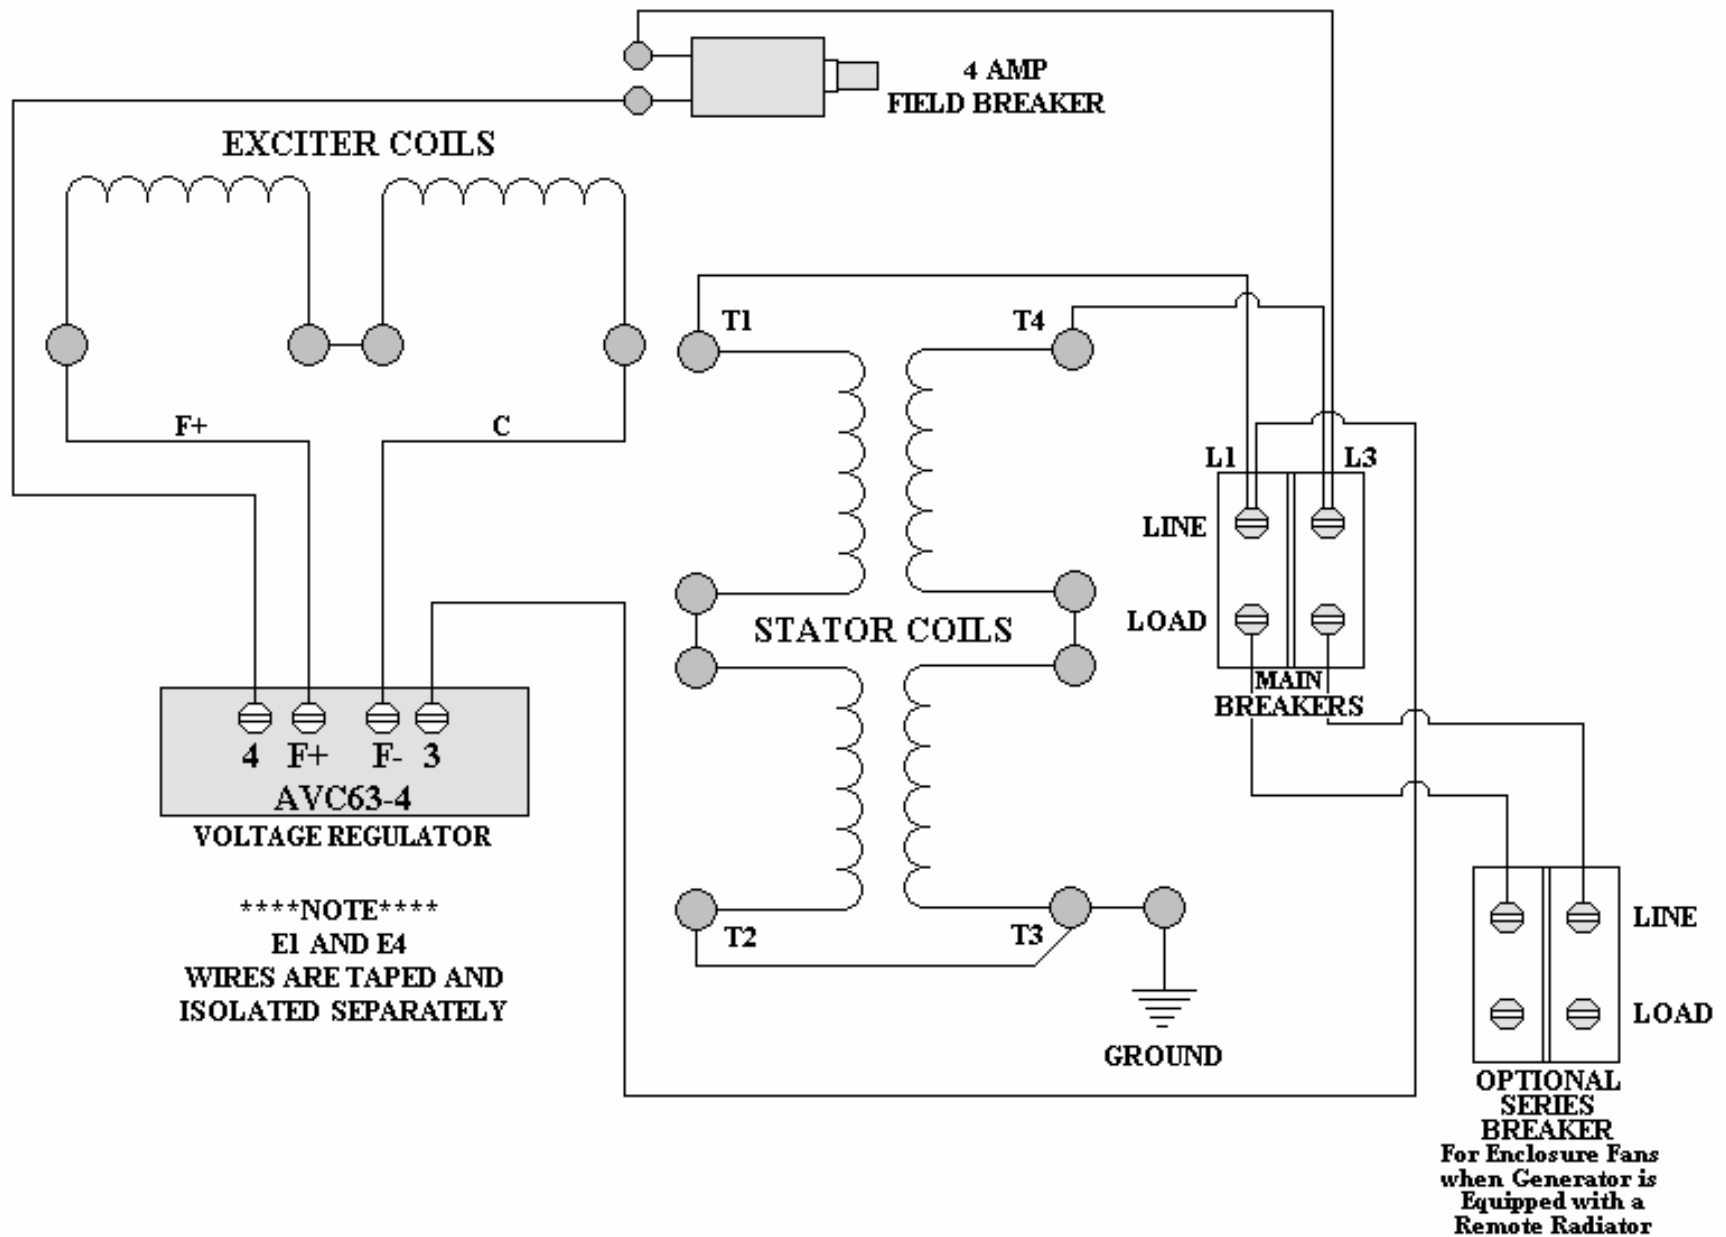 4 AMP
FIELD BREAKER
EXCITER COILS
T1
T4
F+
C
L1
L3
LINE
LOAD
STATOR COILS
MAIN
BREAKERS
4 F+ F- 3
AVC63-4
VOLTAGE REGULATOR
****NOTE****
E1 AND E4
WIRES ARE TAPED AND
ISOLATED SEPARATELY
T2
T3
GROUND
LINE
LOAD
OPTIONAL
SERIES
BREAKER
For Enclosure Fans
when Generator is
Equipped with a
Remote Radiator